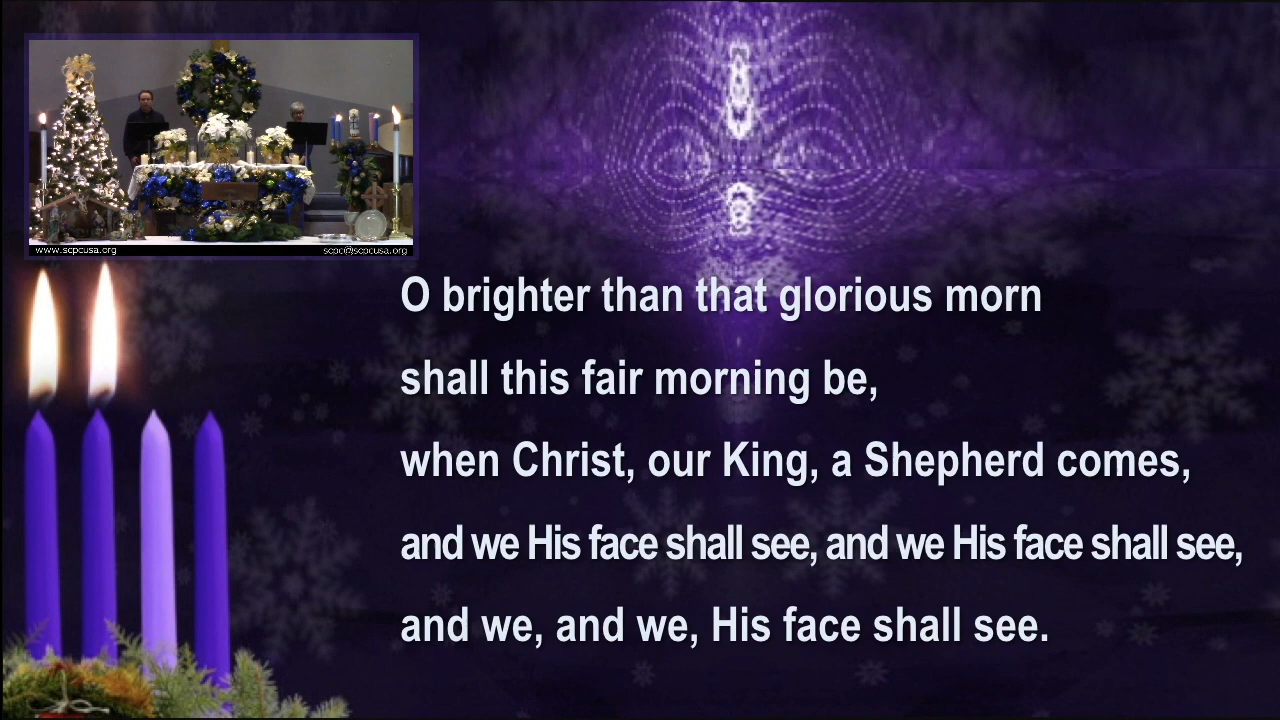 www.scpcusa.org
scpc@scpcusa.org
O brighter than that glorious morn
shall this fair morning be,
when Christ, our King, a Shepherd comes,
and we His face shall see, and we His face shall see,
and we, and we, His face shall see.